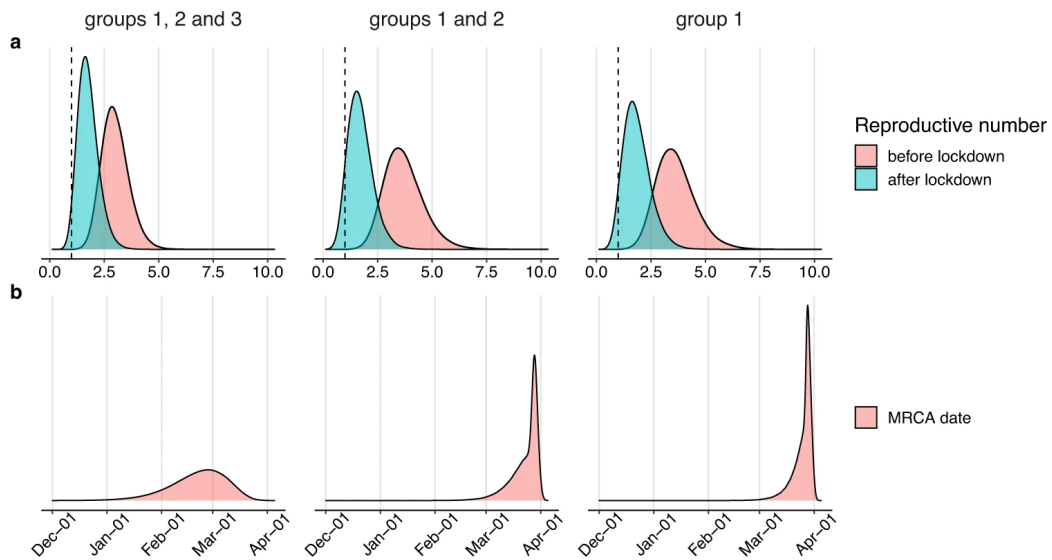 groups 1, 2 and 3
groups 1 and 2
group 1
a
0.0 2.5 5.0 7.5 10.0
0.0 2.5 5.0 7.5 10.0
0.0 2.5 5.0 7.5 10.0
Reproductive number
before lockdown
after lockdown
b
Dec–01 Jan–01 Feb–01 Mar–01 Apr–01
Dec–01 Jan–01 Feb–01 Mar–01 Apr–01
Dec–01 Jan–01 Feb–01 Mar–01 Apr–01
MRCA date